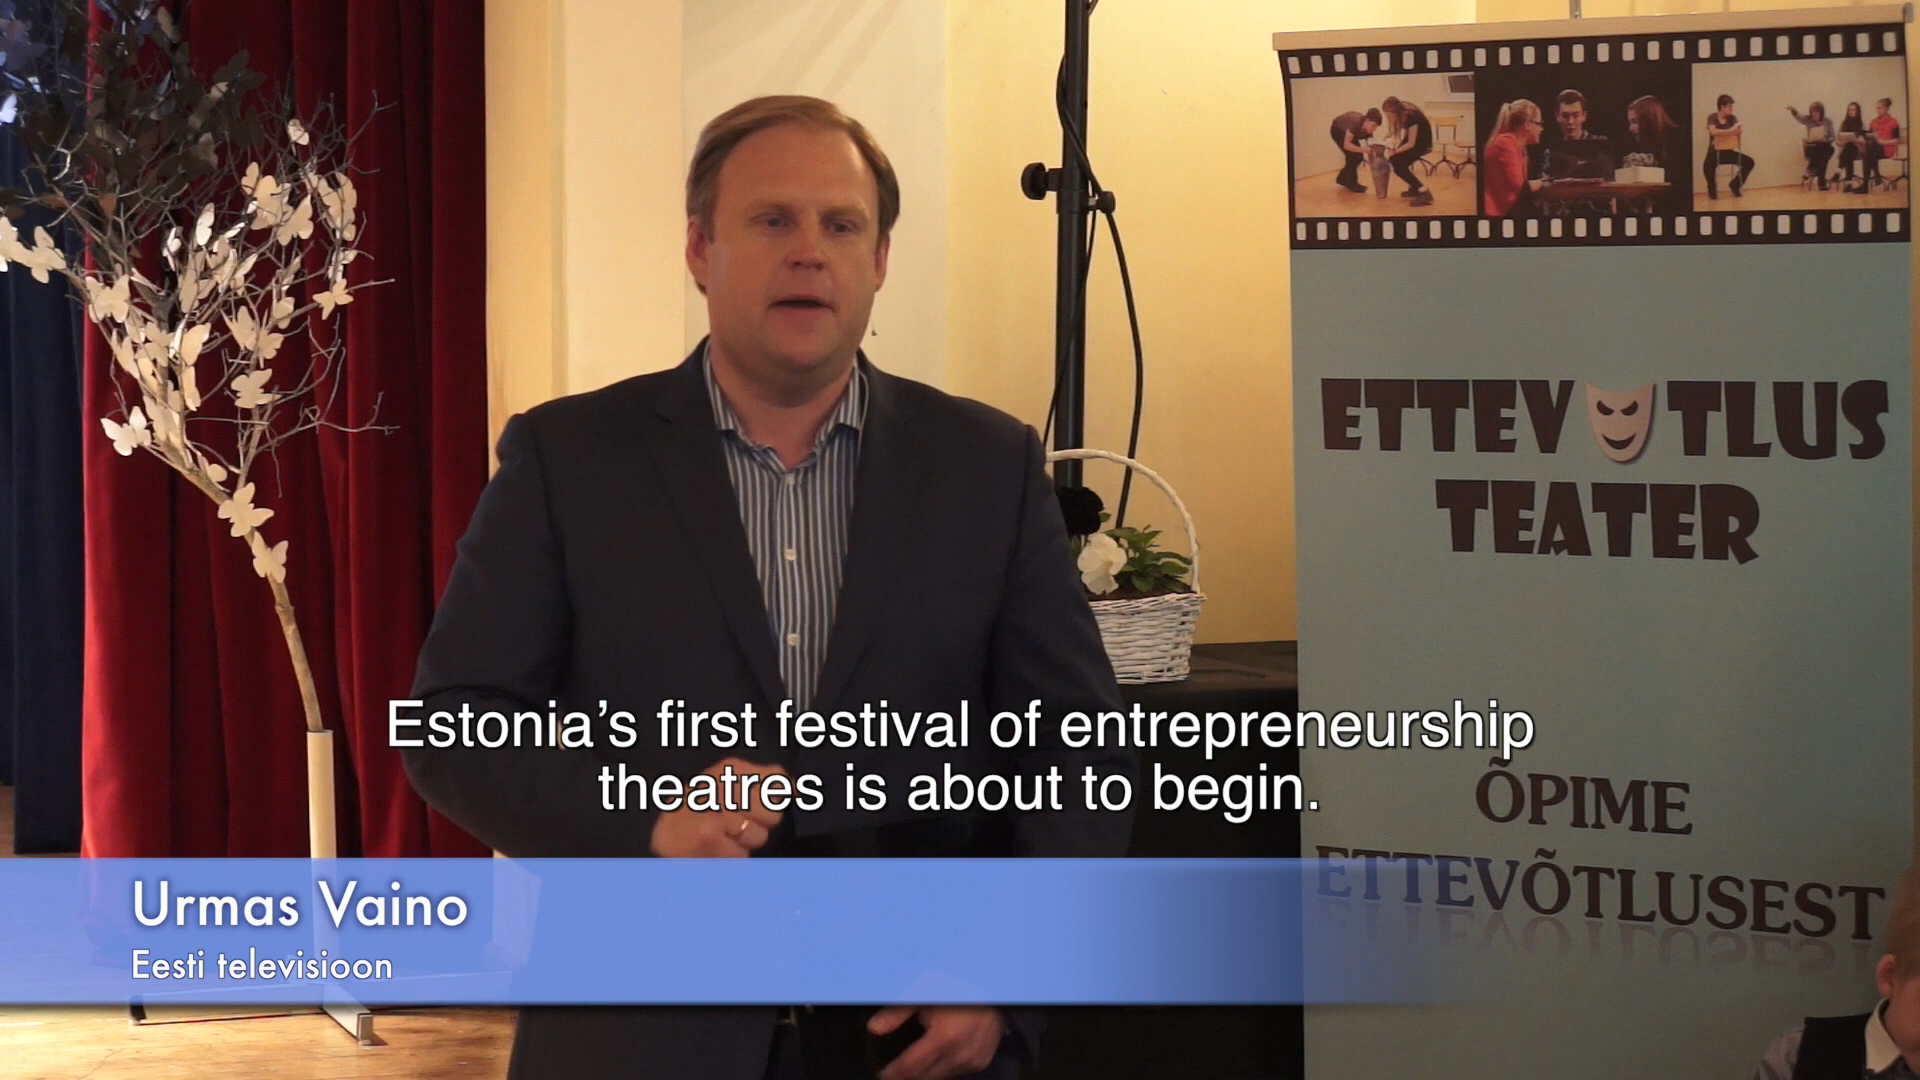 ETTEV TLUS
TEATER
Estonia’s first festival of entrepreneurship
theatres is about to begin.
ÕPIME
ETTEVÕTLUSEST
Urmas Vaino
Eesti televisioon